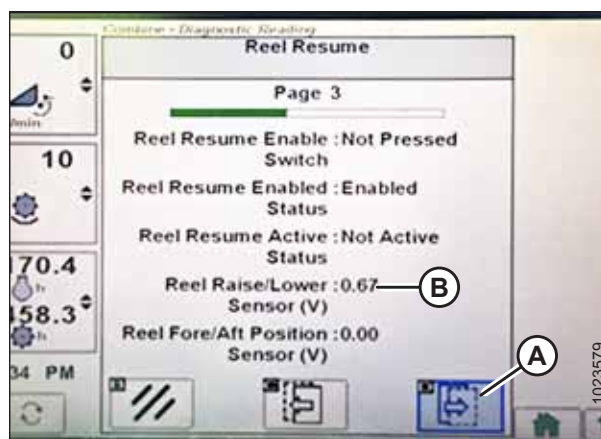 Combine - Diagnostic Reading
0
Reel Resume
Page 3
/min
Reel Resume Enable : Not Pressed
Switch
10
Reel Resume Enabled : Enabled
Status
Reel Resume Active : Not Active
Status
170.4
h
Reel Raise/Lower : 0.67
B
Sensor (V)
458.3
h
Reel Fore/Aft Position : 0.00
Sensor (V)
A
34 PM
1023579